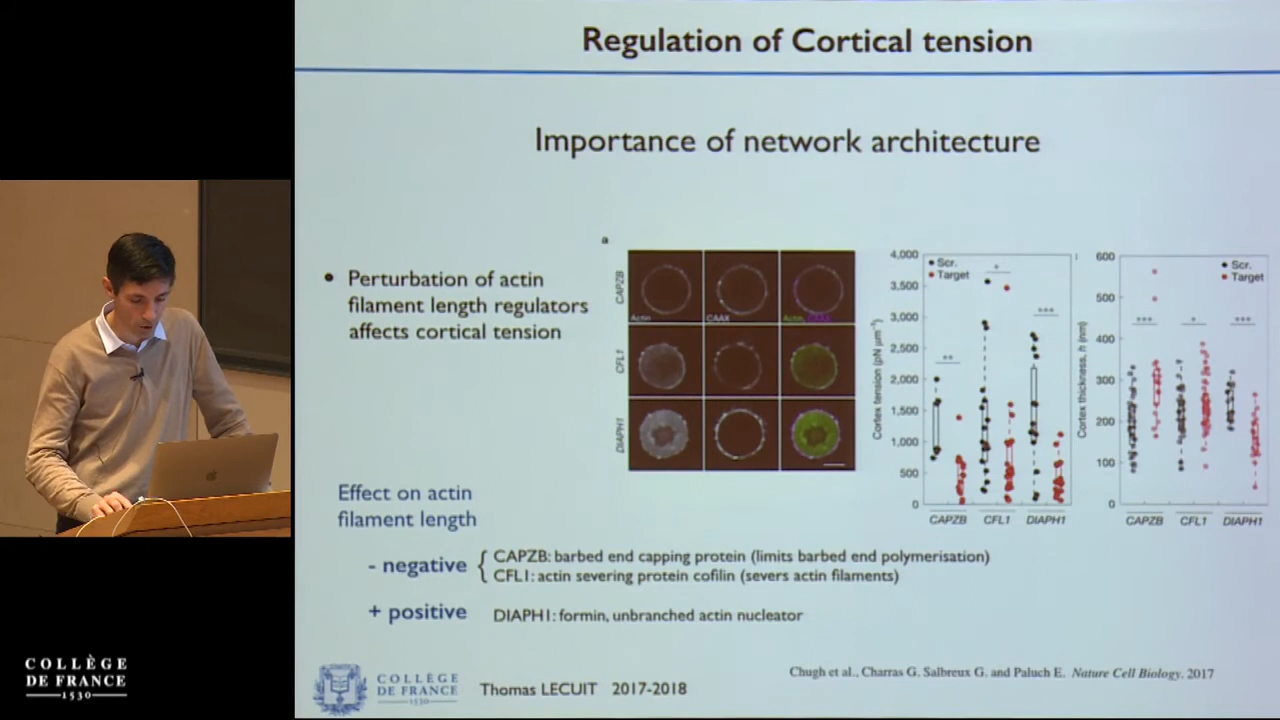 Regulation of Cortical tension
Importance of network architecture
• Perturbation of actin
filament length regulators
affects cortical tension
a
CAPZB
CFL1
DIAPH1
Actin
CAAX
Actin
Cortex tension (pN µm⁻¹)
4,000
3,500
3,000
2,500
2,000
1,500
1,000
500
0
Scr.
Target
**
*
***
CAPZB
CFL1
DIAPH1
Cortex thickness, h (nm)
600
500
400
300
200
100
0
Scr.
Target
***
*
***
CAPZB
CFL1
DIAPH1
Effect on actin
filament length
- negative
CAPZB: barbed end capping protein (limits barbed end polymerisation)
CFL1: actin severing protein cofilin (severs actin filaments)
+ positive
DIAPH1: formin, unbranched actin nucleator
Chugh et al., Charras G. Salbreux G. and Paluch E. Nature Cell Biology. 2017
COLLÈGE
DE FRANCE
1530
Thomas LECUIT 2017-2018
COLLÈGE
DE FRANCE
1530